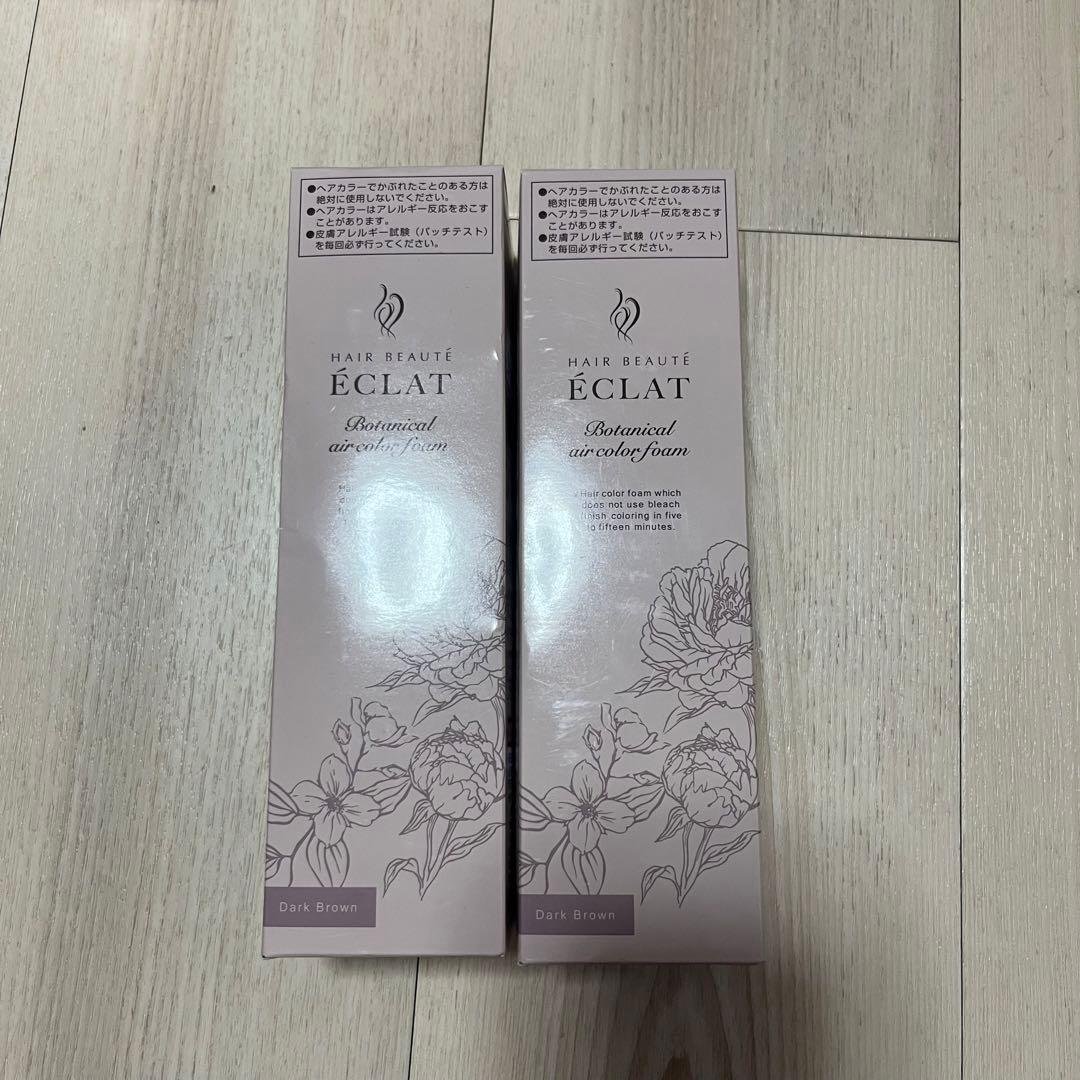 ●ヘアカラーでかぶれたことのある方は
絶対に使用しないでください。
●ヘアカラーはアレルギー反応をおこす
ことがあります。
●皮膚アレルギー試験（パッチテスト）
を毎回必ず行ってください。
HAIR BEAUTÉ
ÉCLAT
Botanical
air color foam
Dark Brown
●ヘアカラーでかぶれたことのある方は
絶対に使用しないでください。
●ヘアカラーはアレルギー反応をおこす
ことがあります。
●皮膚アレルギー試験（パッチテスト）
を毎回必ず行ってください。
HAIR BEAUTÉ
ÉCLAT
Botanical
air color foam
Hair color foam which
does not use bleach
finish coloring in five
to fifteen minutes.
Dark Brown